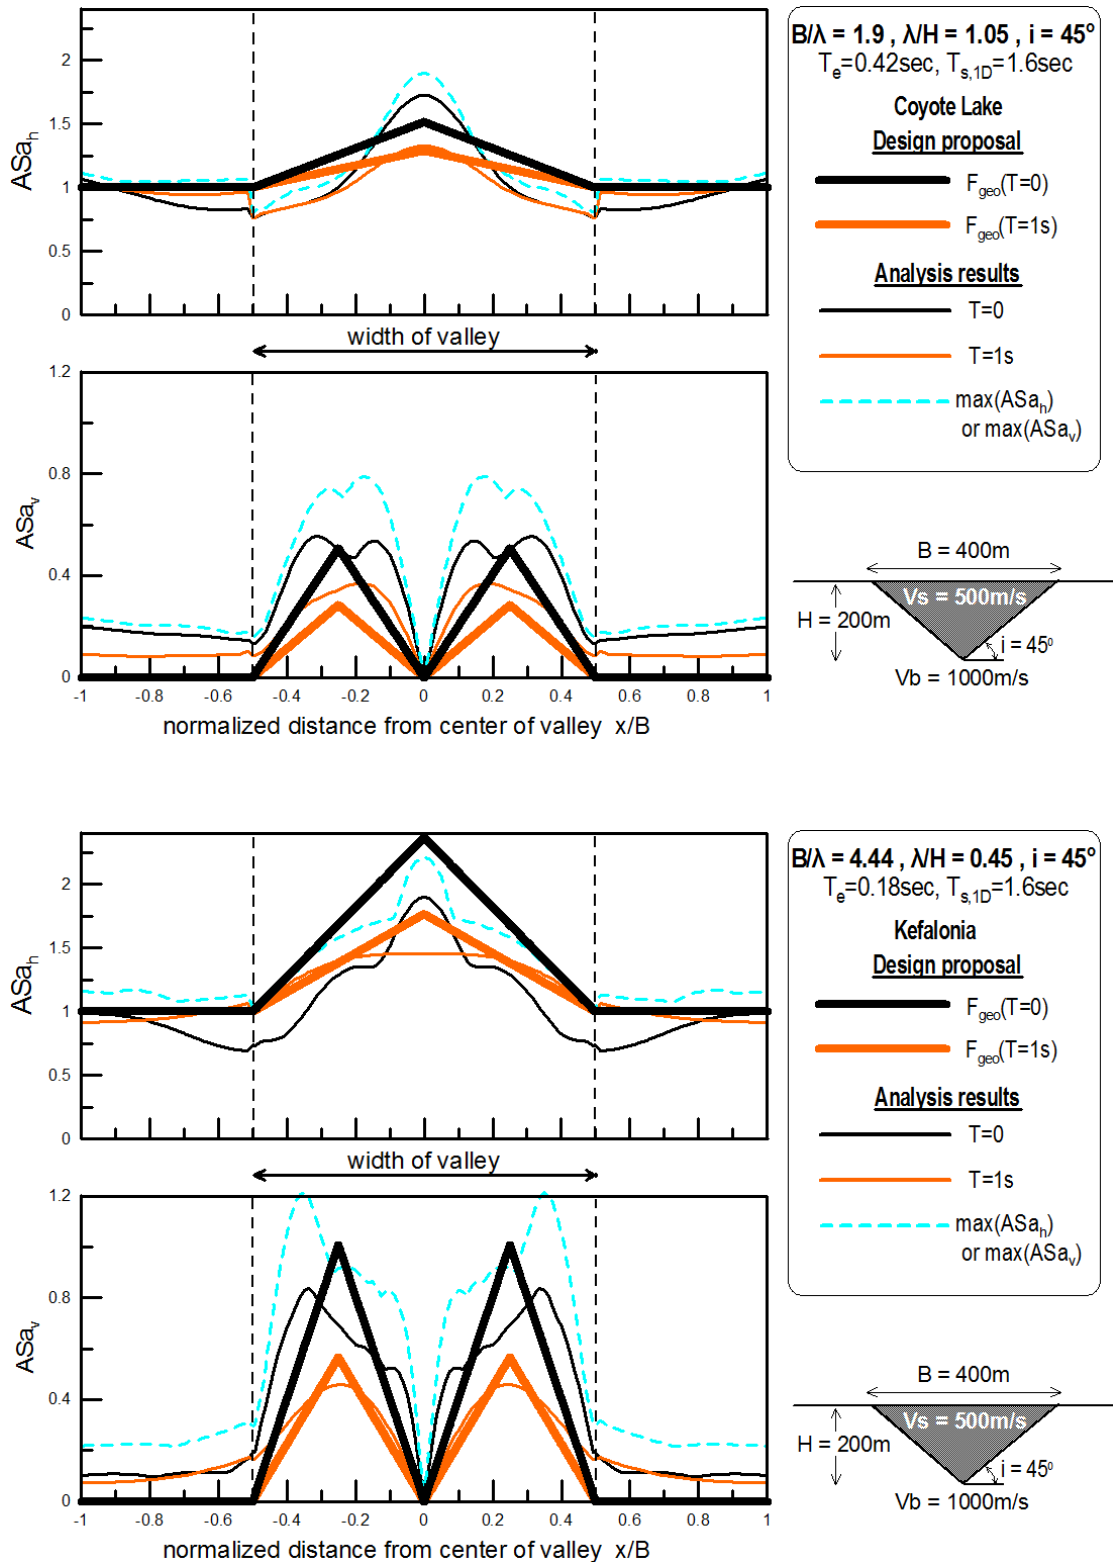 2
1.5
1
0.5
0
ASa_h
width of valley
1.2
0.8
0.4
0
ASa_v
-1 -0.8 -0.6 -0.4 -0.2 0 0.2 0.4 0.6 0.8 1
normalized distance from center of valley x/B
B/λ = 1.9 , λ/H = 1.05 , i = 45°
T_e=0.42sec, T_s,1D=1.6sec
Coyote Lake
Design proposal
F_geo(T=0)
F_geo(T=1s)
Analysis results
T=0
T=1s
max(ASa_h)
or max(ASa_v)
B = 400m
Vs = 500m/s
H = 200m
i = 45°
Vb = 1000m/s
2
1.5
1
0.5
0
ASa_h
width of valley
1.2
0.8
0.4
0
ASa_v
-1 -0.8 -0.6 -0.4 -0.2 0 0.2 0.4 0.6 0.8 1
normalized distance from center of valley x/B
B/λ = 4.44 , λ/H = 0.45 , i = 45°
T_e=0.18sec, T_s,1D=1.6sec
Kefalonia
Design proposal
F_geo(T=0)
F_geo(T=1s)
Analysis results
T=0
T=1s
max(ASa_h)
or max(ASa_v)
B = 400m
Vs = 500m/s
H = 200m
i = 45°
Vb = 1000m/s